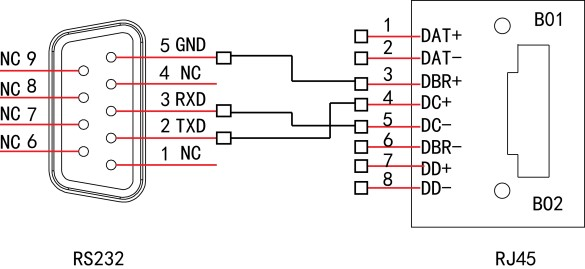 5 GND
NC 9
4 NC
NC 8
3 RXD
NC 7
2 TXD
NC 6
1 NC
RS232
1 DAT+
2 DAT-
3 DBR+
4 DC+
5 DC-
6 DBR-
7 DD+
8 DD-
B01
B02
RJ45